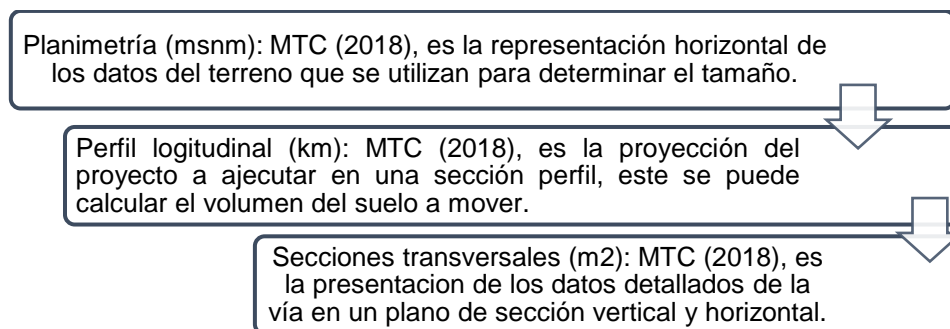 Planimetría (msnm): MTC (2018), es la representación horizontal de
los datos del terreno que se utilizan para determinar el tamaño.
Perfil logitudinal (km): MTC (2018), es la proyección del
proyecto a ajecutar en una sección perfil, este se puede
calcular el volumen del suelo a mover.
Secciones transversales (m2): MTC (2018), es
la presentacion de los datos detallados de la
vía en un plano de sección vertical y horizontal.